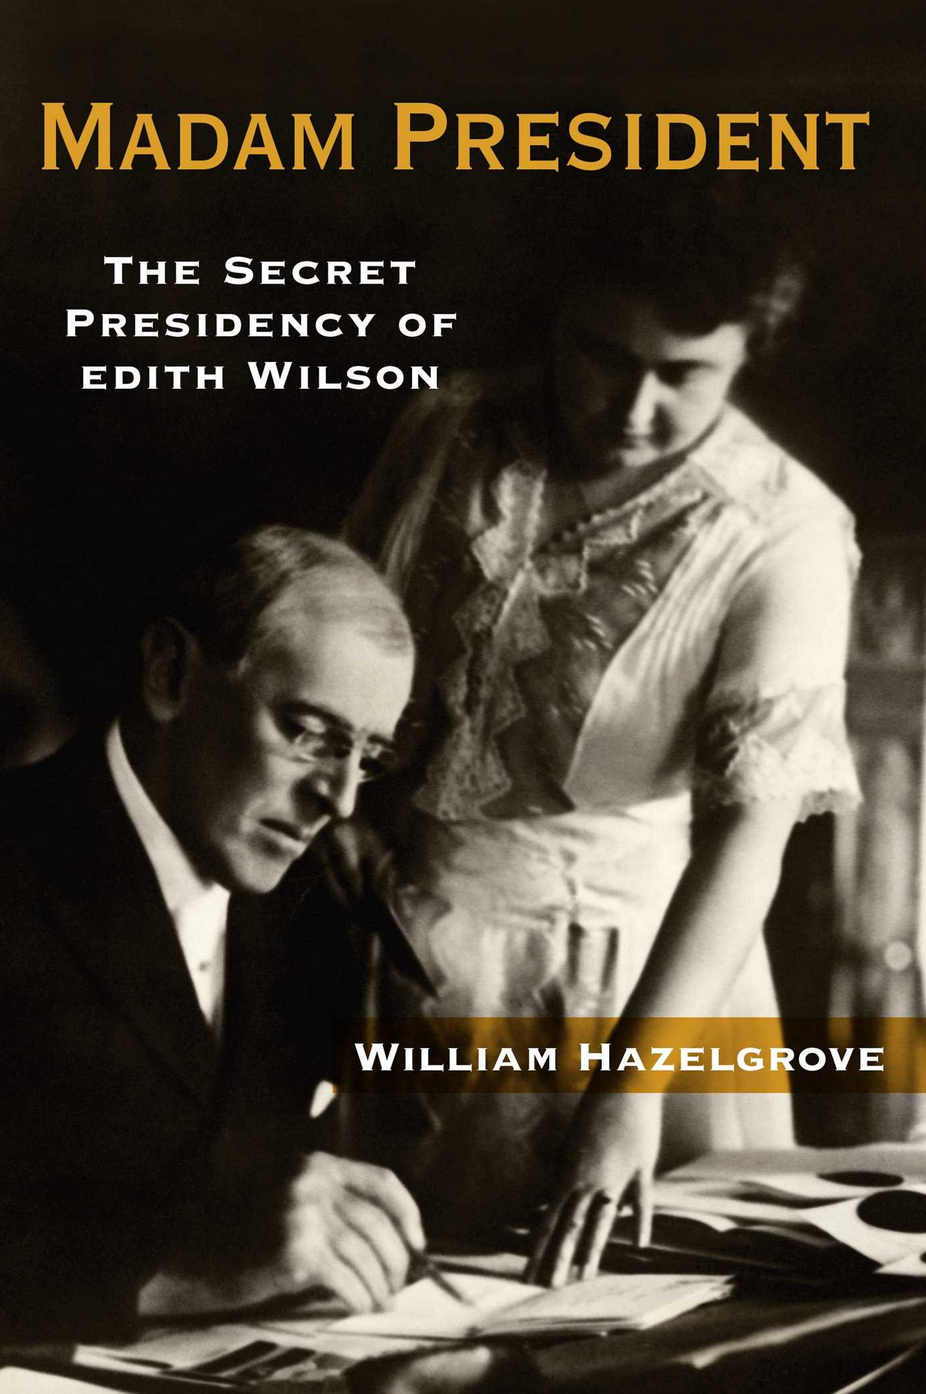 MADAM PRESIDENT
THE SECRET
PRESIDENCY OF
EDITH WILSON
WILLIAM HAZELGROVE